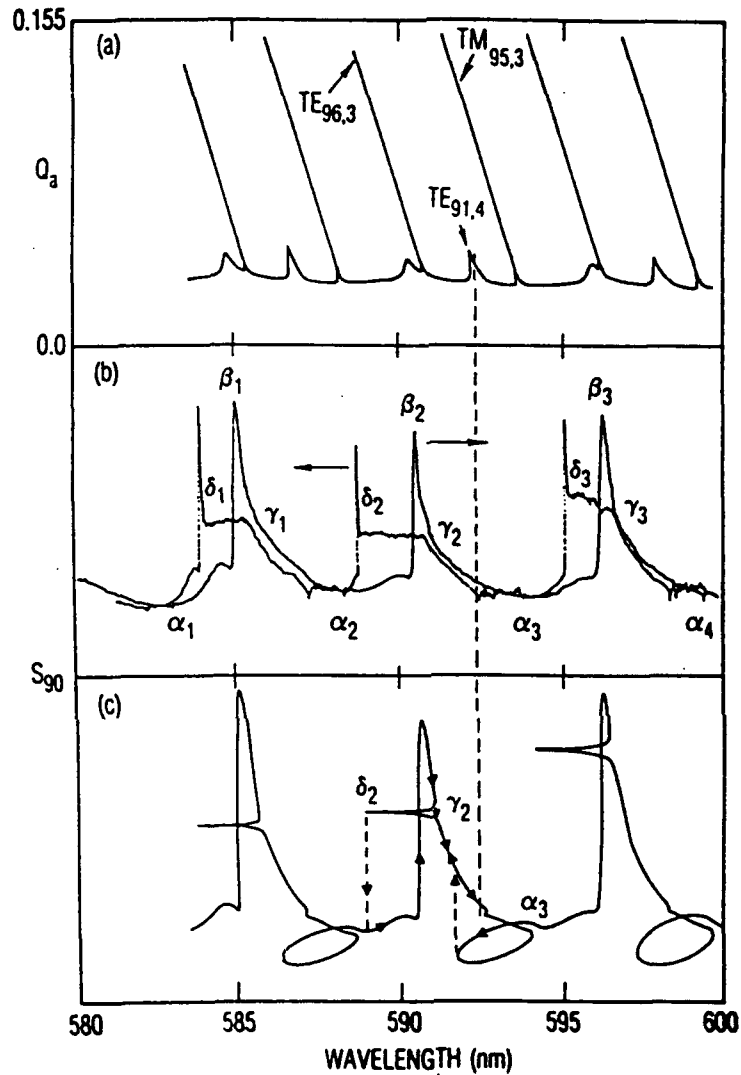 0.155
(a)
TM95,3
TE96,3
Qa
TE91,4
0.0
(b)
β1
β2
β3
δ1
δ2
δ3
γ1
γ2
γ3
α1
α2
α3
α4
S90
(c)
δ2
γ2
α3
580
585
590
595
600
WAVELENGTH (nm)